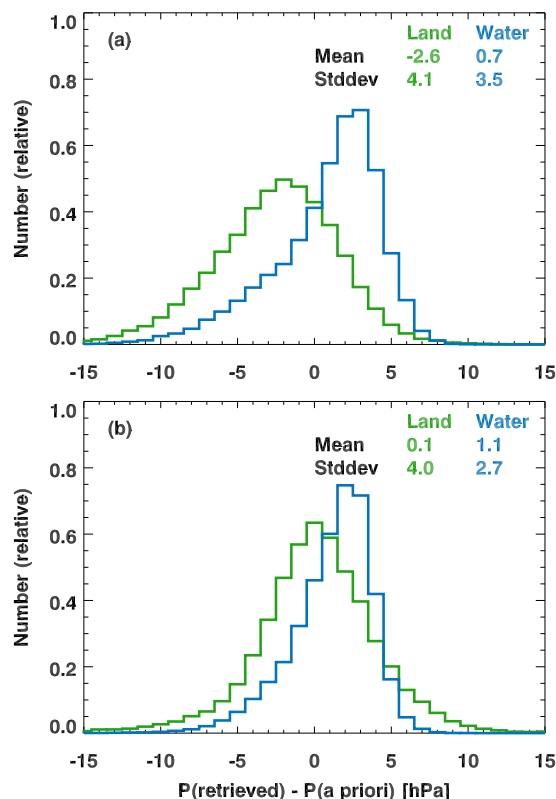 1.0
(a)
Land Water
Mean -2.6 0.7
Stddev 4.1 3.5
0.8
0.6
0.4
0.2
0.0
Number (relative)
-15 -10 -5 0 5 10 15
1.0
(b)
Land Water
Mean 0.1 1.1
Stddev 4.0 2.7
0.8
0.6
0.4
0.2
0.0
Number (relative)
-15 -10 -5 0 5 10 15
P(retrieved) - P(a priori) [hPa]